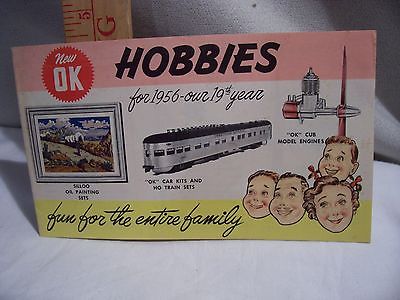 New
OK
HOBBIES
for 1956-our 19th year
SILLOO
OIL PAINTING
SETS
"OK" CAR KITS AND
HO TRAIN SETS
"OK" CUB
MODEL ENGINES
fun for the entire family
G